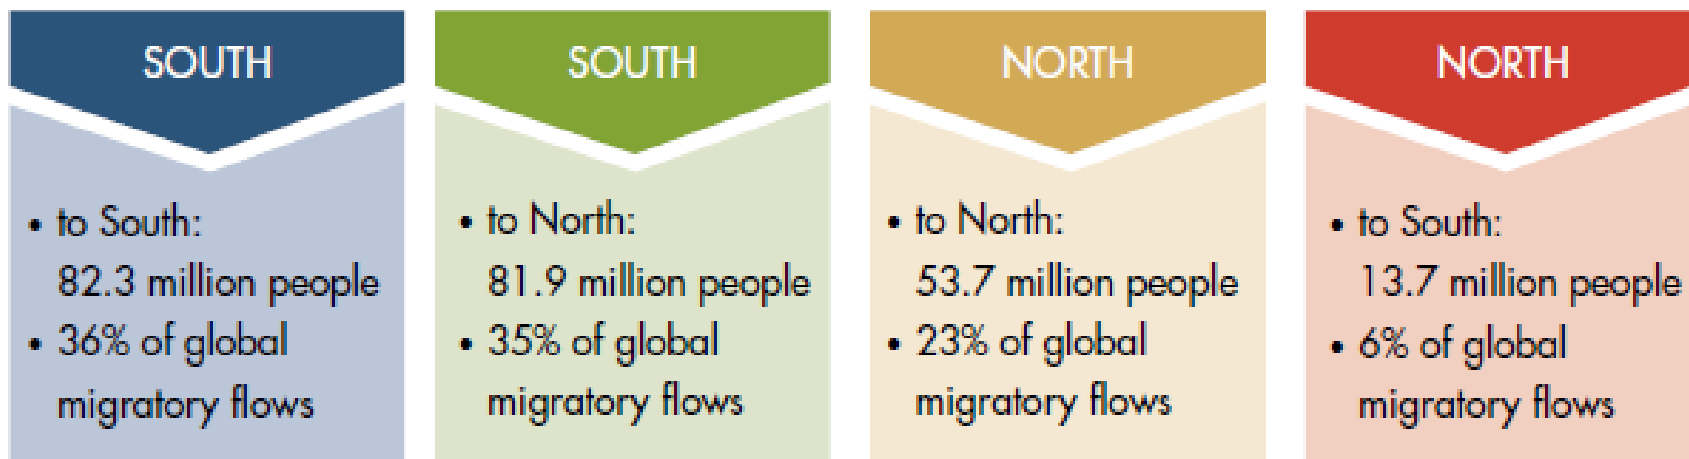 SOUTH
• to South:
82.3 million people
• 36% of global
migratory flows
SOUTH
• to North:
81.9 million people
• 35% of global
migratory flows
NORTH
• to North:
53.7 million people
• 23% of global
migratory flows
NORTH
• to South:
13.7 million people
• 6% of global
migratory flows